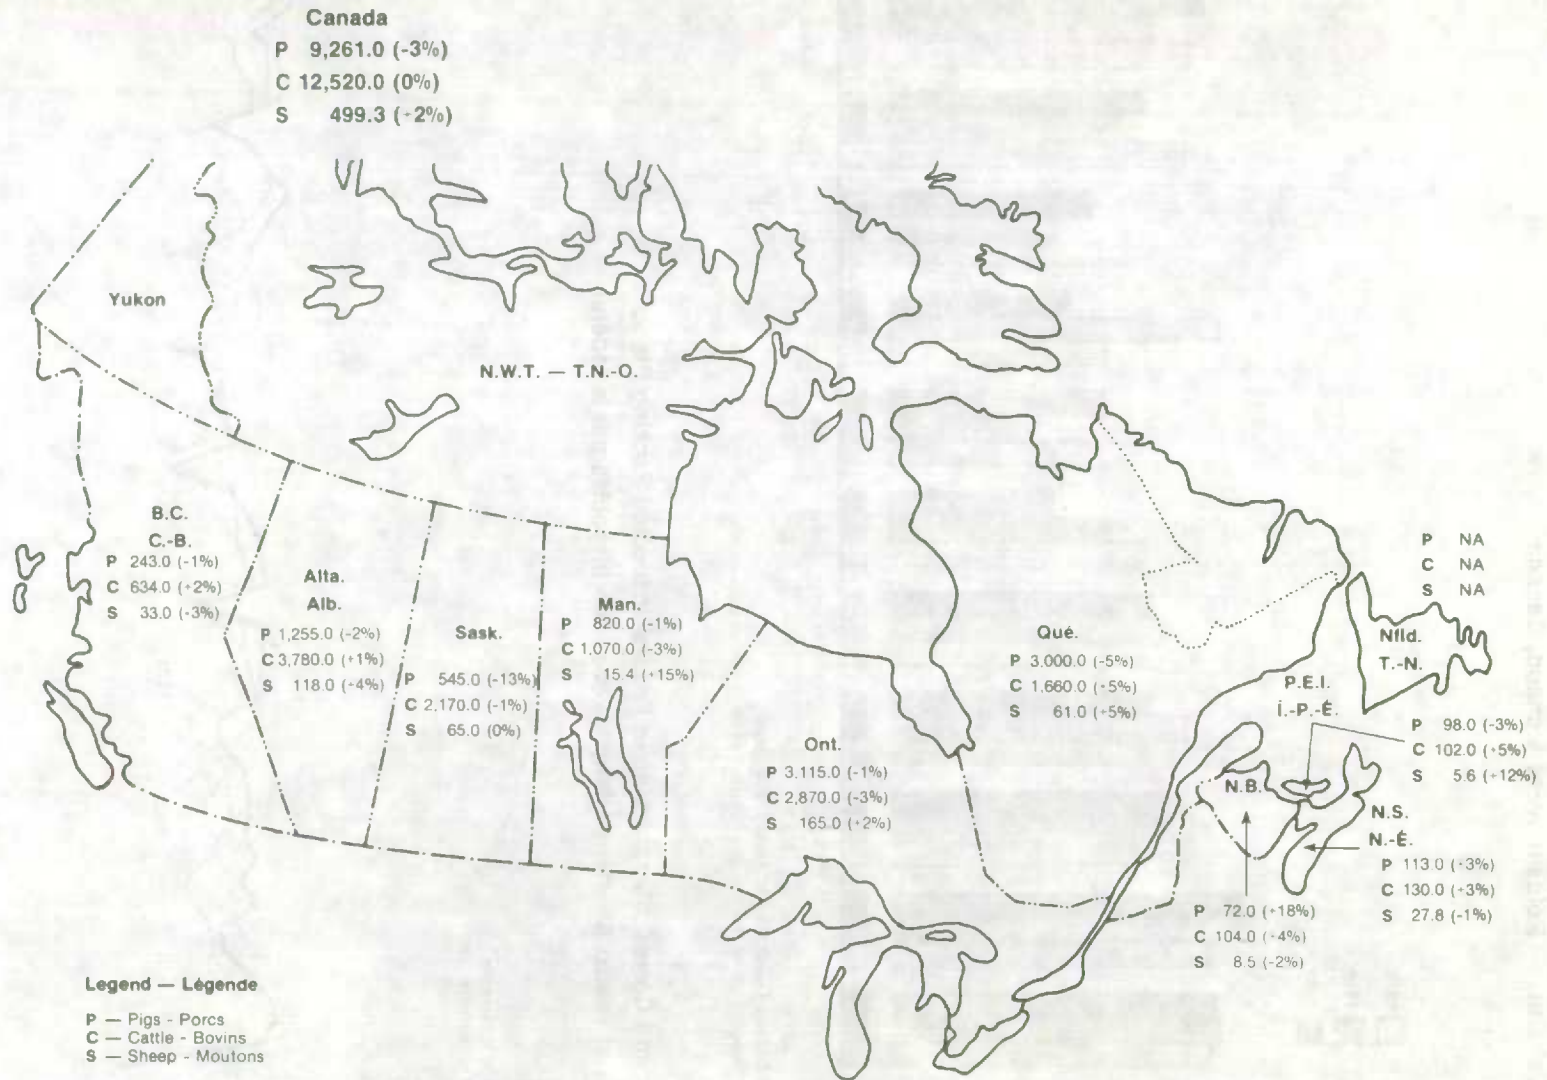 Canada
P 9,261.0 (-3%)
C 12,520.0 (0%)
S 499.3 (+2%)
Yukon
N.W.T. — T.N.-O.
B.C.
C.-B.
P 243.0 (-1%)
C 634.0 (+2%)
S 33.0 (-3%)
Alta.
Alb.
P 1,255.0 (-2%)
C 3,780.0 (+1%)
S 118.0 (+4%)
Sask.
P 545.0 (-13%)
C 2,170.0 (-1%)
S 65.0 (0%)
Man.
P 820.0 (-1%)
C 1,070.0 (-3%)
S 15.4 (+15%)
Ont.
P 3,115.0 (-1%)
C 2,870.0 (-3%)
S 165.0 (+2%)
Qué.
P 3,000.0 (-5%)
C 1,660.0 (+5%)
S 61.0 (+5%)
P NA
C NA
S NA
Nfld.
T.-N.
P.E.I.
Î.-P.-É.
P 98.0 (-3%)
C 102.0 (+5%)
S 5.6 (+12%)
N.B.
P 72.0 (+18%)
C 104.0 (+4%)
S 8.5 (-2%)
N.S.
N.-É.
P 113.0 (-3%)
C 130.0 (+3%)
S 27.8 (-1%)
Legend — Légende
P — Pigs - Porcs
C — Cattle - Bovins
S — Sheep - Moutons